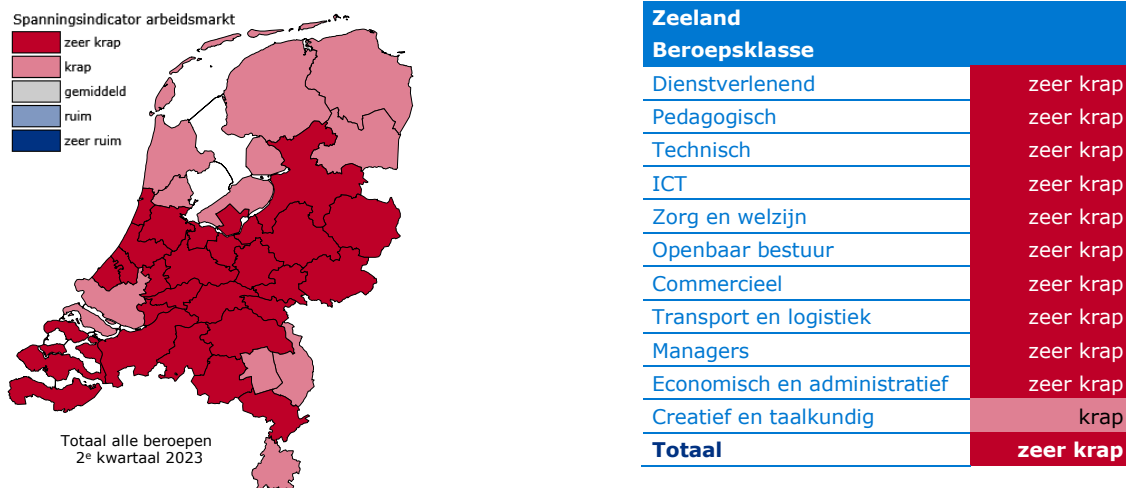 Spanningsindicator arbeidsmarkt
zeer krap
krap
gemiddeld
ruim
zeer ruim
Totaal alle beroepen
2e kwartaal 2023
Zeeland
Beroepsklasse
Dienstverlenend zeer krap
Pedagogisch zeer krap
Technisch zeer krap
ICT zeer krap
Zorg en welzijn zeer krap
Openbaar bestuur zeer krap
Commercieel zeer krap
Transport en logistiek zeer krap
Managers zeer krap
Economisch en administratief zeer krap
Creatief en taalkundig krap
Totaal zeer krap